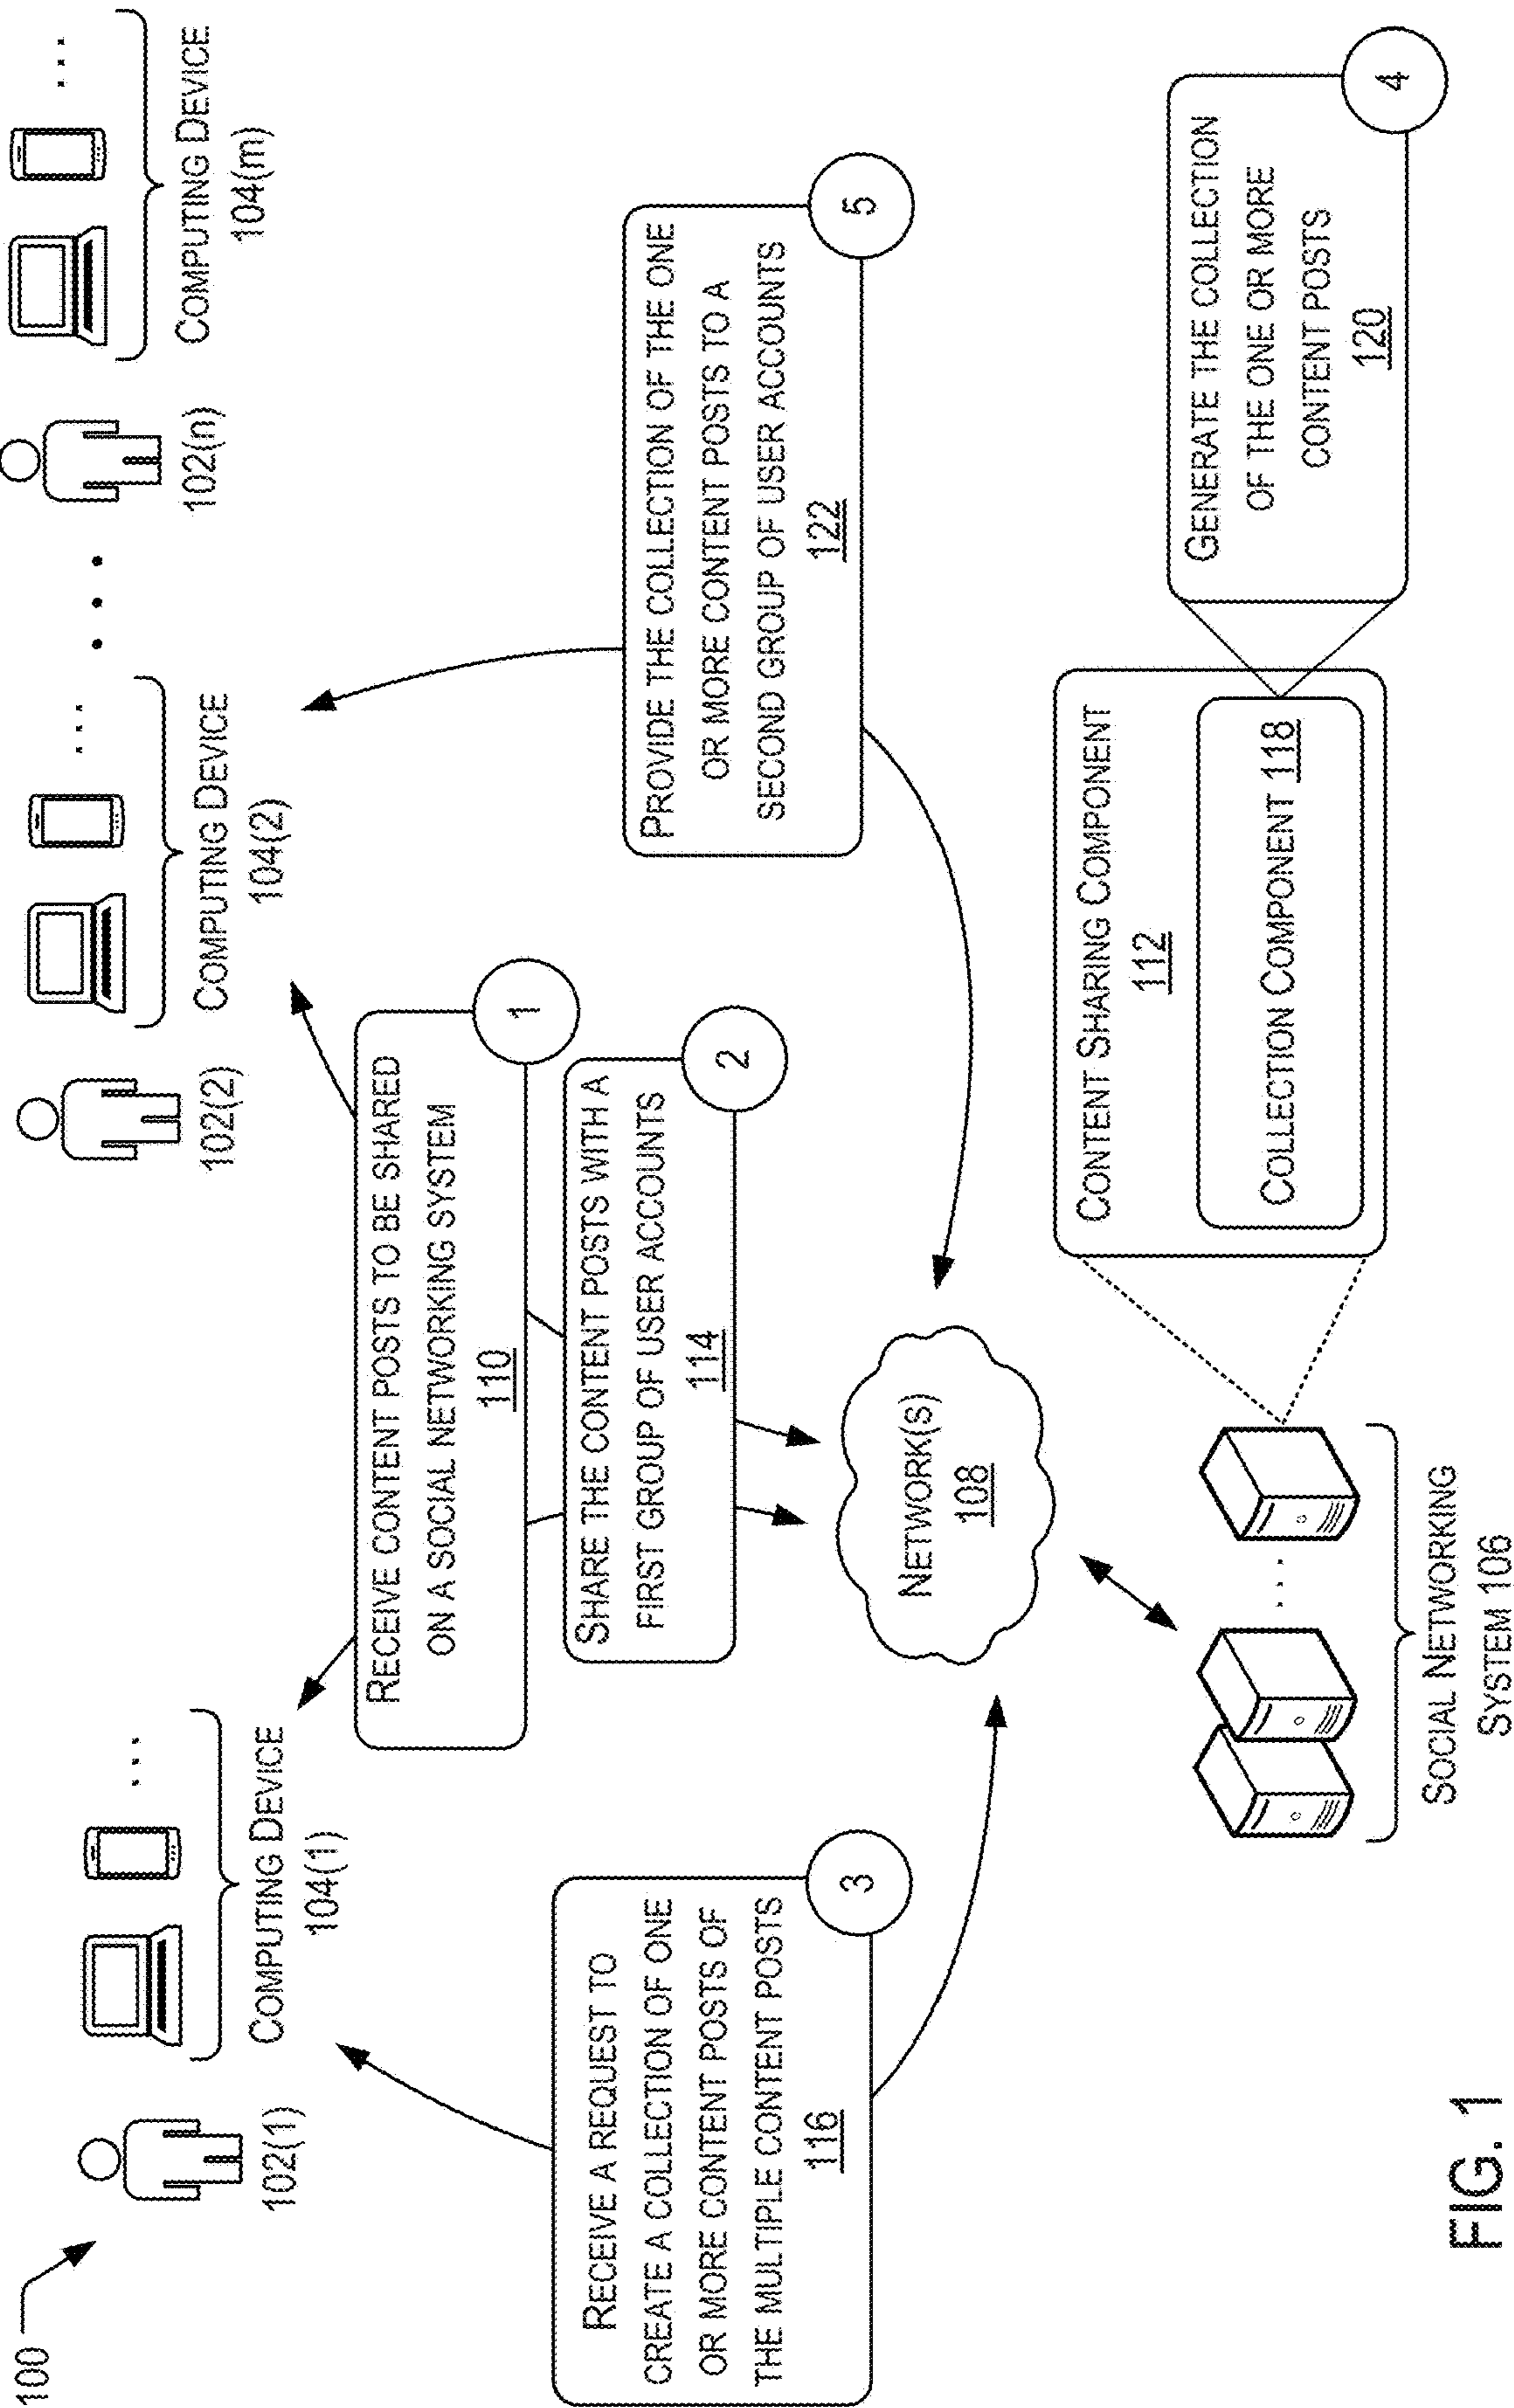 100
102(1)
COMPUTING DEVICE
104(1)
102(2)
COMPUTING DEVICE
104(2)
102(n)
COMPUTING DEVICE
104(m)
RECEIVE CONTENT POSTS TO BE SHARED
ON A SOCIAL NETWORKING SYSTEM
110
1
SHARE THE CONTENT POSTS WITH A
FIRST GROUP OF USER ACCOUNTS
114
2
RECEIVE A REQUEST TO
CREATE A COLLECTION OF ONE
OR MORE CONTENT POSTS OF
THE MULTIPLE CONTENT POSTS
116
3
PROVIDE THE COLLECTION OF THE ONE
OR MORE CONTENT POSTS TO A
SECOND GROUP OF USER ACCOUNTS
122
5
NETWORK(S)
108
SOCIAL NETWORKING
SYSTEM 106
CONTENT SHARING COMPONENT
112
COLLECTION COMPONENT 118
GENERATE THE COLLECTION
OF THE ONE OR MORE
CONTENT POSTS
120
4
FIG. 1